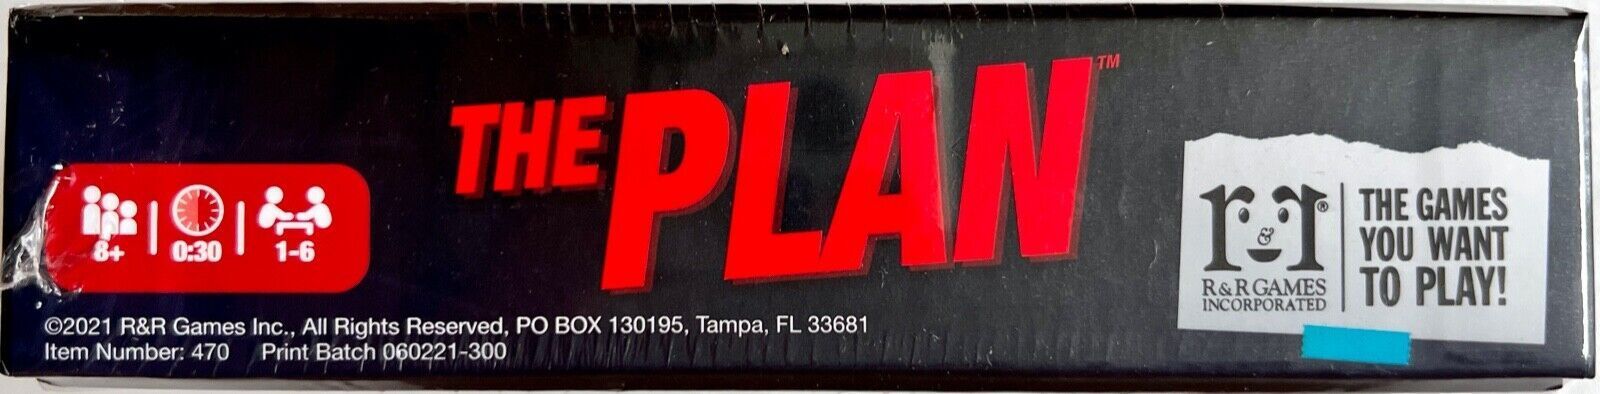 THE PLAN™
8+ 0:30 1-6
©2021 R&R Games Inc., All Rights Reserved, PO BOX 130195, Tampa, FL 33681
Item Number: 470 Print Batch 060221-300
r&r®
R&R GAMES
INCORPORATED
THE GAMES
YOU WANT
TO PLAY!